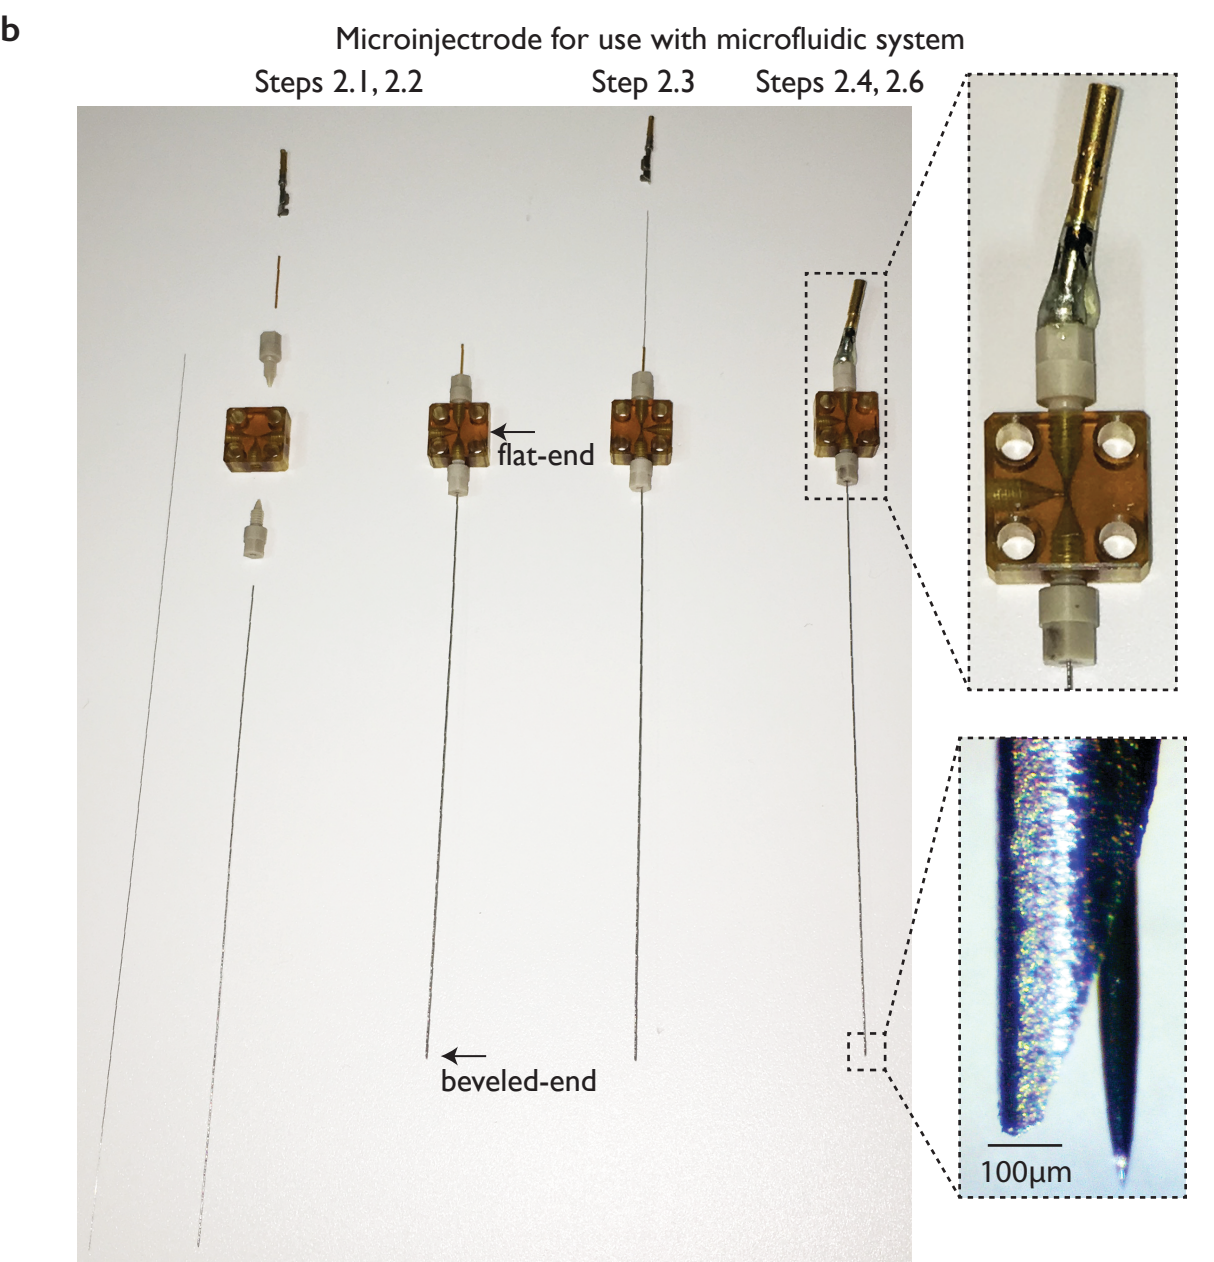 b
Microinjectrode for use with microfluidic system
Steps 2.1, 2.2
Step 2.3
Steps 2.4, 2.6
flat-end
beveled-end
100μm